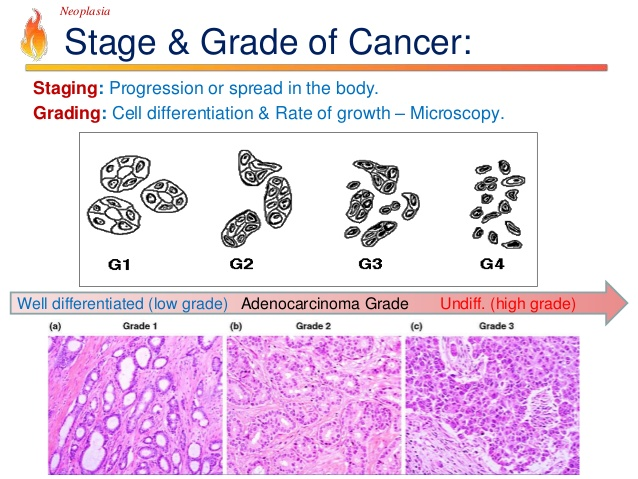 Neoplasia
Stage & Grade of Cancer:
Staging: Progression or spread in the body.
Grading: Cell differentiation & Rate of growth – Microscopy.
G1 G2 G3 G4
Well differentiated (low grade) Adenocarcinoma Grade Undiff. (high grade)
(a) Grade 1 (b) Grade 2 (c) Grade 3